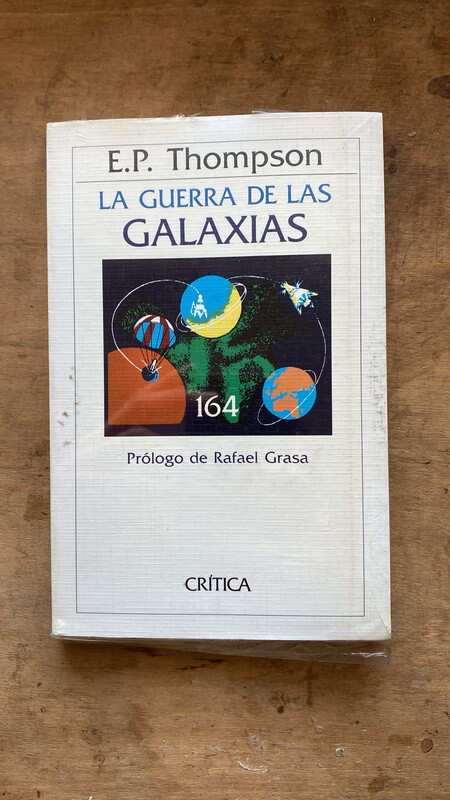 E.P. Thompson
LA GUERRA DE LAS
GALAXIAS
164
Prólogo de Rafael Grasa
CRÍTICA